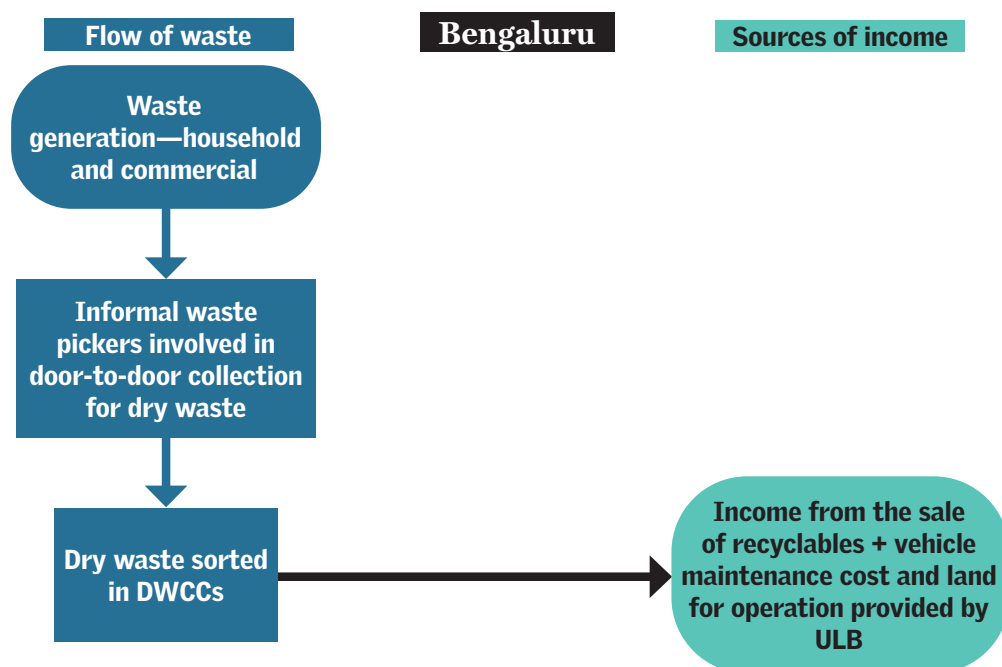 Flow of waste
Bengaluru
Sources of income
Waste
generation—household
and commercial
Informal waste
pickers involved in
door-to-door collection
for dry waste
Dry waste sorted
in DWCCs
Income from the sale
of recyclables + vehicle
maintenance cost and land
for operation provided by
ULB